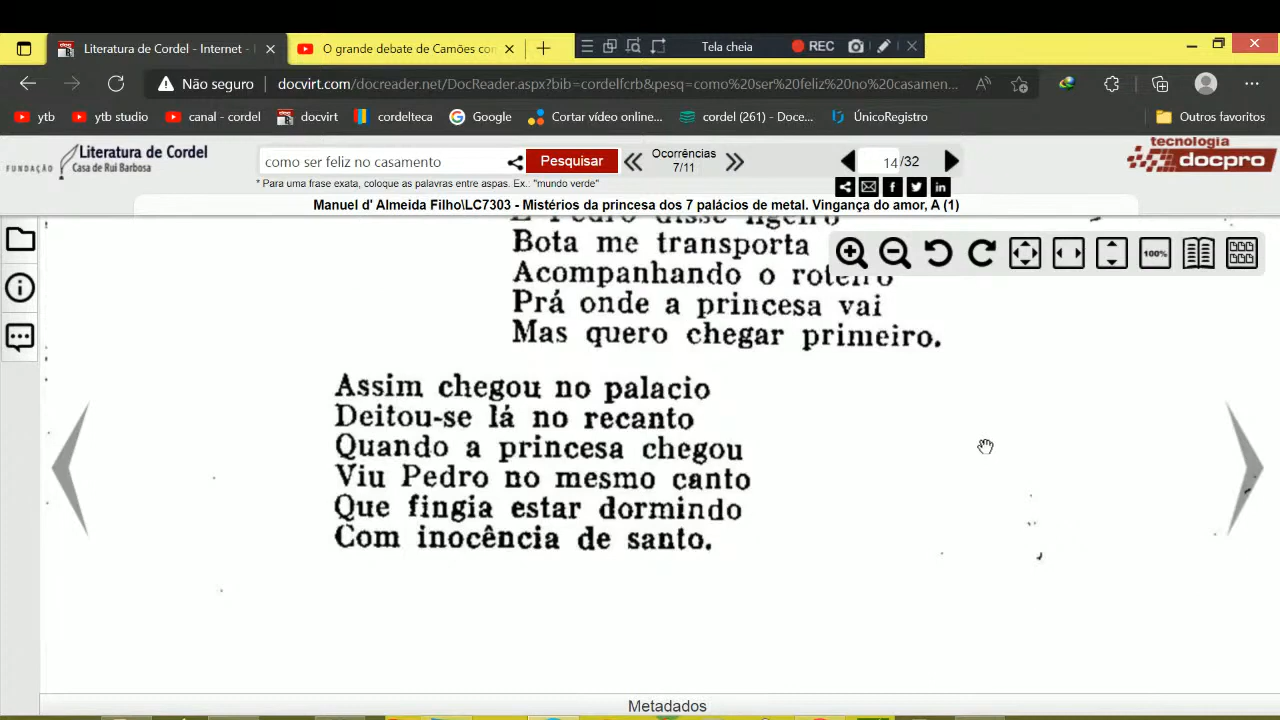 Literatura de Cordel - Internet -
O grande debate de Camões con
Tela cheia
REC
Não seguro
docvirt.com/docreader.net/DocReader.aspx?bib=cordelfcrb&pesq=como%20ser%20feliz%20no%20casamen...
ytb
ytb studio
canal - cordel
docvirt
cordelteca
Google
Cortar vídeo online...
cordel (261) - Doce...
ÚnicoRegistro
Outros favoritos
FUNDAÇÃO
Literatura de Cordel
Casa de Rui Barbosa
como ser feliz no casamento
Pesquisar
Ocorrências
7/11
14 /32
tecnologia
docpro
* Para uma frase exata, coloque as palavras entre aspas. Ex.: "mundo verde"
Manuel d' Almeida Filho\LC7303 - Mistérios da princesa dos 7 palácios de metal. Vingança do amor, A (1)
E Pedro disse ligeiro
Bota me transporta
Acompanhando o roteiro
Prá onde a princesa vai
Mas quero chegar primeiro.
Assim chegou no palacio
Deitou-se lá no recanto
Quando a princesa chegou
Viu Pedro no mesmo canto
Que fingia estar dormindo
Com inocência de santo.
100%
Metadados